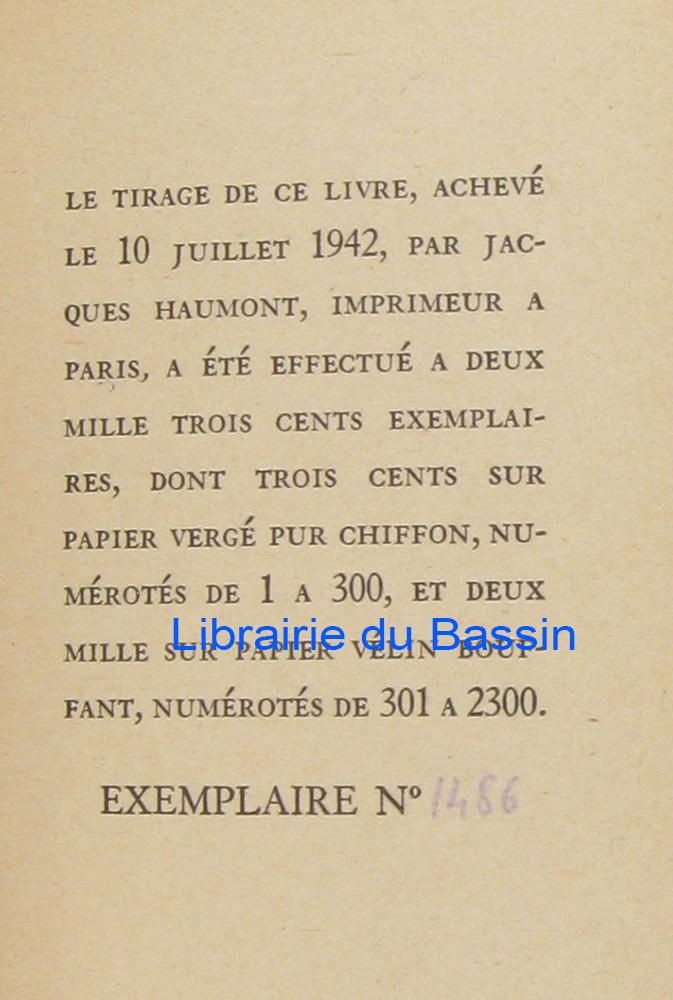 LE TIRAGE DE CE LIVRE, ACHEVÉ
LE 10 JUILLET 1942, PAR JAC-
QUES HAUMONT, IMPRIMEUR A
PARIS, A ÉTÉ EFFECTUÉ A DEUX
MILLE TROIS CENTS EXEMPLAI-
RES, DONT TROIS CENTS SUR
PAPIER VERGÉ PUR CHIFFON, NU-
MÉROTÉS DE 1 A 300, ET DEUX
Librairie du Bassin
MILLE SUR PAPIER VÉLIN BOUF-
FANT, NUMÉROTÉS DE 301 A 2300.
EXEMPLAIRE Nº 1486